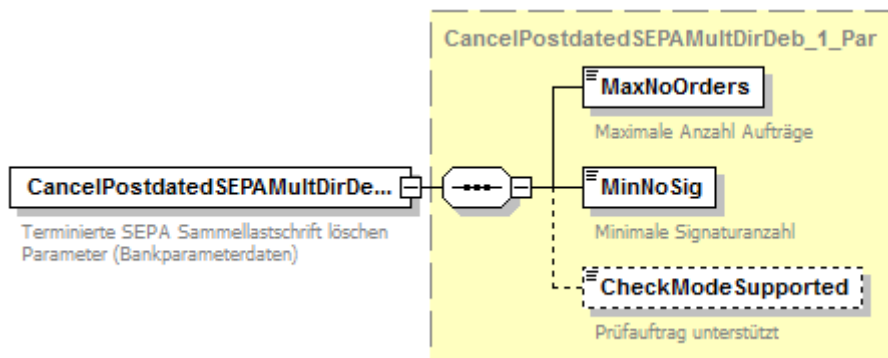 CancelPostdatedSEPAMultDirDeb_1_Par
MaxNoOrders
Maximale Anzahl Aufträge
CancelPostdatedSEPAMultDirDe...
Terminierte SEPA Sammellastschrift löschen
Parameter (Bankparameterdaten)
MinNoSig
Minimale Signaturanzahl
CheckModeSupported
Prüfauftrag unterstützt